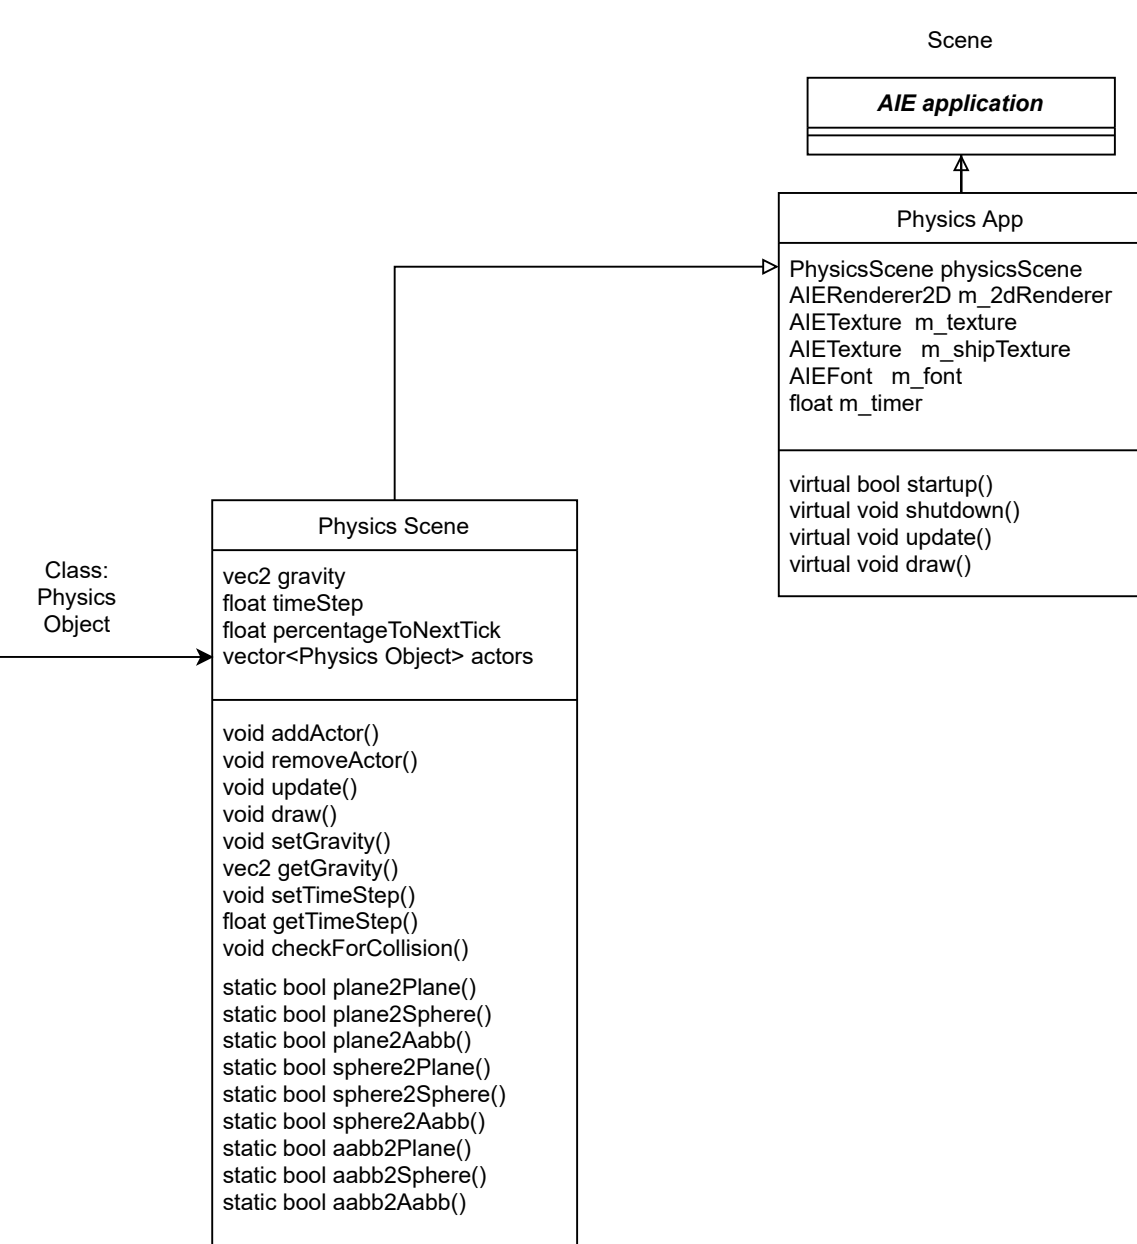 Scene
AIE application
Physics App
PhysicsScene physicsScene
AIERenderer2D m_2dRenderer
AIETexture  m_texture
AIETexture   m_shipTexture
AIEFont   m_font
float m_timer
virtual bool startup()
virtual void shutdown()
virtual void update()
virtual void draw()
Class:
Physics
Object
Physics Scene
vec2 gravity
float timeStep
float percentageToNextTick
vector<Physics Object> actors
void addActor()
void removeActor()
void update()
void draw()
void setGravity()
vec2 getGravity()
void setTimeStep()
float getTimeStep()
void checkForCollision()
static bool plane2Plane()
static bool plane2Sphere()
static bool plane2Aabb()
static bool sphere2Plane()
static bool sphere2Sphere()
static bool sphere2Aabb()
static bool aabb2Plane()
static bool aabb2Sphere()
static bool aabb2Aabb()